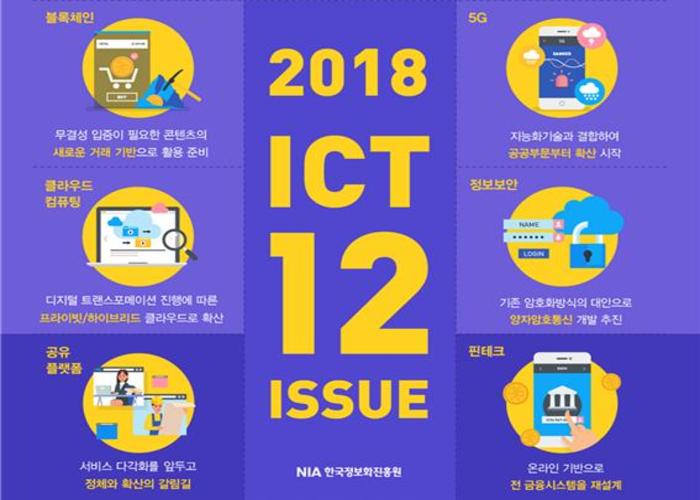 블록체인
무결성 입증이 필요한 콘텐츠의
새로운 거래 기반으로 활용 준비
클라우드
컴퓨팅
디지털 트랜스포메이션 진행에 따른
프라이빗/하이브리드 클라우드로 확산
공유
플랫폼
서비스 다각화를 앞두고
정체와 확산의 갈림길
2018
ICT
12
ISSUE
NIA 한국정보화진흥원
5G
지능화기술과 결합하여
공공부문부터 확산 시작
정보보안
NAME
LOGIN
기존 암호화방식의 대안으로
양자암호통신 개발 추진
핀테크
온라인 기반으로
전 금융시스템을 재설계